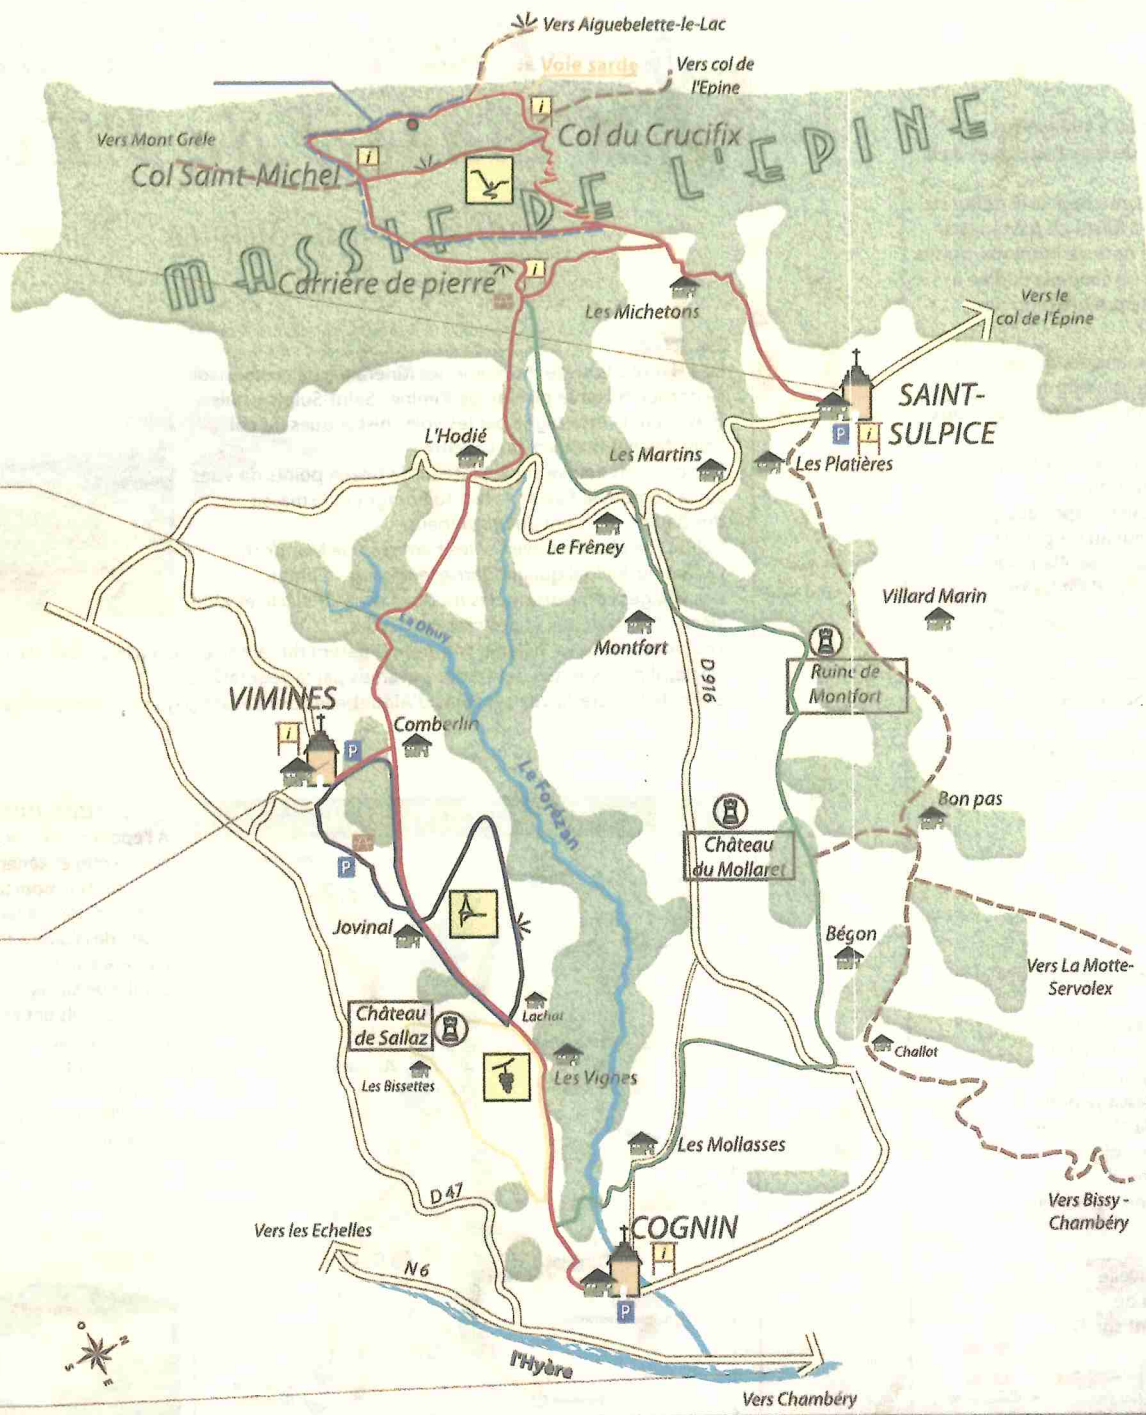 Vers Aiguebelette-le-Lac
Voie sarde
Vers col de
l'Epine
Vers Mont Grêle
Col du Crucifix
Col Saint-Michel
i
i
MASSIF DE L'EPINE
Carrière de pierre
i
Les Michetons
Vers le
col de l'Épine
SAINT-
SULPICE
P
i
L'Hodié
Les Martins
Les Platières
Le Frêney
Villard Marin
La Dhuy
Montfort
D 916
Ruine de
Montfort
VIMINES
i
P
Comberlin
Le Forézan
Bon pas
Château
du Mollaret
P
Jovinal
Bégon
Vers La Motte-
Servolex
Lachat
Château
de Sallaz
Challot
Les Bissettes
Les Vignes
Les Mollasses
D 47
Vers Bissy -
Chambéry
Vers les Echelles
COGNIN
i
N 6
P
O
N
S
E
l'Hyère
Vers Chambéry